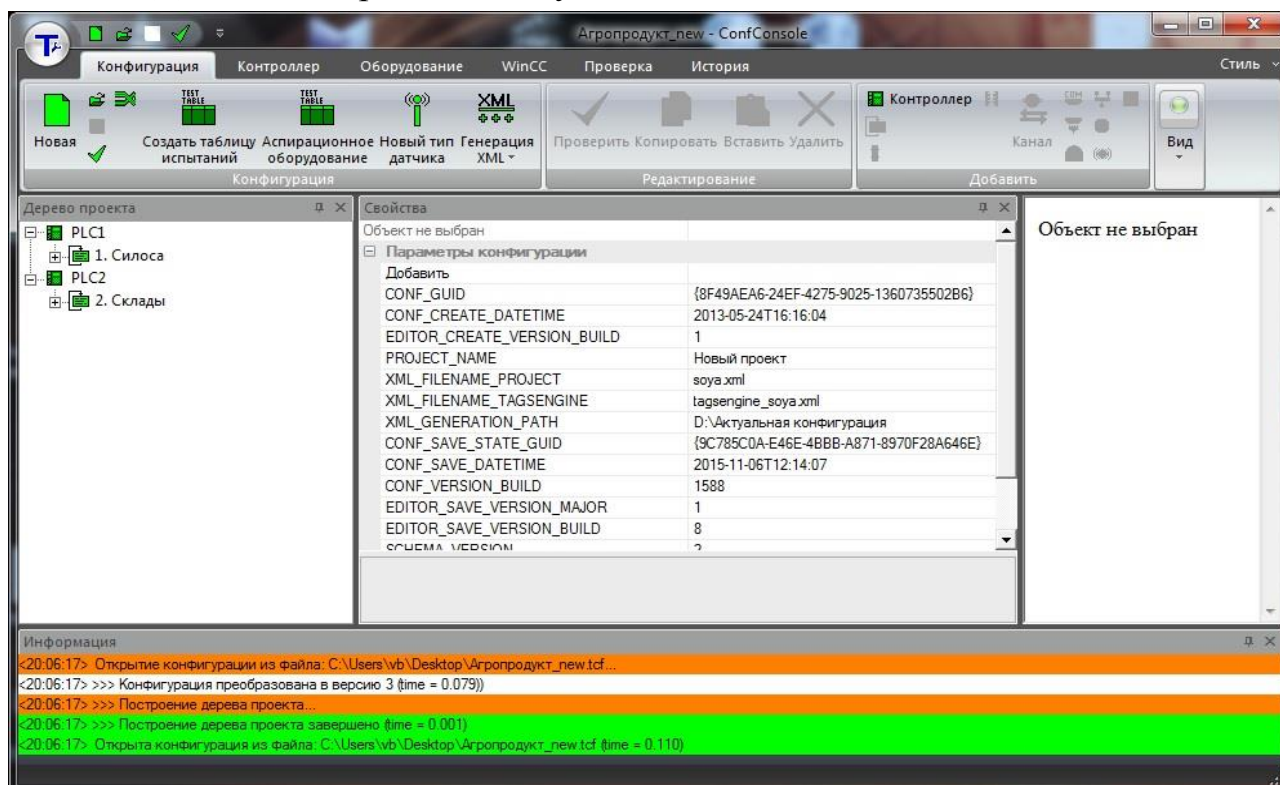 Агропродукт_new - ConfConsole
Конфигурация Контроллер Оборудование WinCC Проверка История Стиль
Новая
TEST TABLE
Создать таблицу испытаний
TEST TABLE
Аспирационное оборудование
Новый тип датчика
XML
Генерация XML
Конфигурация
Проверить Копировать Вставить Удалить
Редактирование
Контроллер
COM
Канал
Добавить
Вид
Дерево проекта
PLC1
1. Силоса
PLC2
2. Склады
Свойства
Объект не выбран
Параметры конфигурации
Добавить
CONF_GUID {8F49AEA6-24EF-4275-9025-1360735502B6}
CONF_CREATE_DATETIME 2013-05-24T16:16:04
EDITOR_CREATE_VERSION_BUILD 1
PROJECT_NAME Новый проект
XML_FILENAME_PROJECT soya.xml
XML_FILENAME_TAGSENGINE tagsengine_soya.xml
XML_GENERATION_PATH D:\Актуальная конфигурация
CONF_SAVE_STATE_GUID {9C785C0A-E46E-4BBB-A871-8970F28A646E}
CONF_SAVE_DATETIME 2015-11-06T12:14:07
CONF_VERSION_BUILD 1588
EDITOR_SAVE_VERSION_MAJOR 1
EDITOR_SAVE_VERSION_BUILD 8
SCHEMA_VERSION 2
Объект не выбран
Информация
<20:06:17> Открытие конфигурации из файла: C:\Users\vb\Desktop\Агропродукт_new.tcf...
<20:06:17> >>> Конфигурация преобразована в версию 3 (time = 0.079))
<20:06:17> >>> Построение дерева проекта...
<20:06:17> >>> Построение дерева проекта завершено (time = 0.001)
<20:06:17> Открыта конфигурация из файла: C:\Users\vb\Desktop\Агропродукт_new.tcf (time = 0.110)